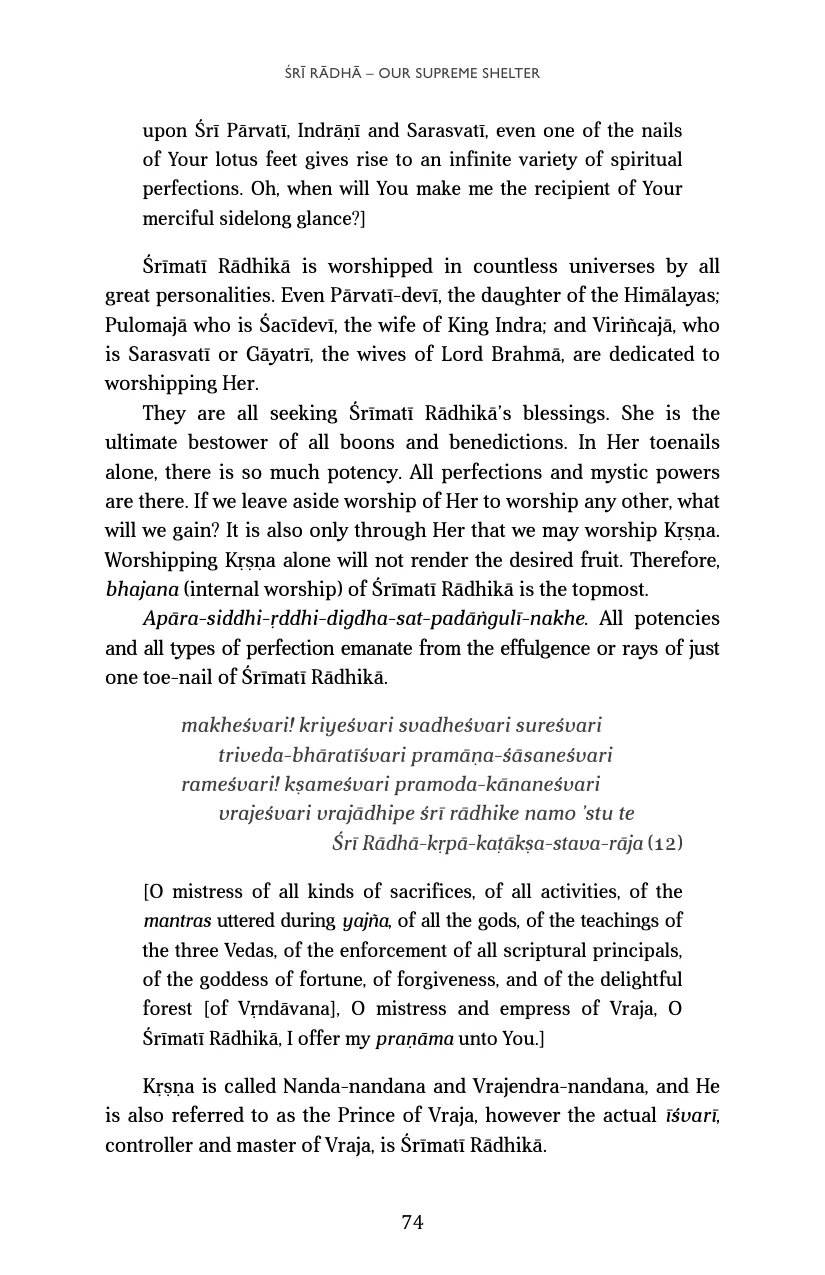 ŚRĪ RĀDHĀ – OUR SUPREME SHELTER
upon Śrī Pārvatī, Indrāṇī and Sarasvatī, even one of the nails
of Your lotus feet gives rise to an infinite variety of spiritual
perfections. Oh, when will You make me the recipient of Your
merciful sidelong glance?]
Śrīmatī Rādhikā is worshipped in countless universes by all
great personalities. Even Pārvatī-devī, the daughter of the Himālayas;
Pulomajā who is Śacīdevī, the wife of King Indra; and Viriñcajā, who
is Sarasvatī or Gāyatrī, the wives of Lord Brahmā, are dedicated to
worshipping Her.
They are all seeking Śrīmatī Rādhikā's blessings. She is the
ultimate bestower of all boons and benedictions. In Her toenails
alone, there is so much potency. All perfections and mystic powers
are there. If we leave aside worship of Her to worship any other, what
will we gain? It is also only through Her that we may worship Kṛṣṇa.
Worshipping Kṛṣṇa alone will not render the desired fruit. Therefore,
bhajana (internal worship) of Śrīmatī Rādhikā is the topmost.
Apāra-siddhi-ṛddhi-digdha-sat-padāṅgulī-nakhe. All potencies
and all types of perfection emanate from the effulgence or rays of just
one toe-nail of Śrīmatī Rādhikā.
makheśvari! kriyeśvari svadheśvari sureśvari
triveda-bhāratīśvari pramāṇa-śāsaneśvari
rameśvari! kṣameśvari pramoda-kānaneśvari
vrajeśvari vrajādhipe śrī rādhike namo 'stu te
Śrī Rādhā-kṛpā-kaṭākṣa-stava-rāja (12)
[O mistress of all kinds of sacrifices, of all activities, of the
mantras uttered during yajña, of all the gods, of the teachings of
the three Vedas, of the enforcement of all scriptural principals,
of the goddess of fortune, of forgiveness, and of the delightful
forest [of Vṛndāvana], O mistress and empress of Vraja, O
Śrīmatī Rādhikā, I offer my praṇāma unto You.]
Kṛṣṇa is called Nanda-nandana and Vrajendra-nandana, and He
is also referred to as the Prince of Vraja, however the actual īśvarī,
controller and master of Vraja, is Śrīmatī Rādhikā.
74